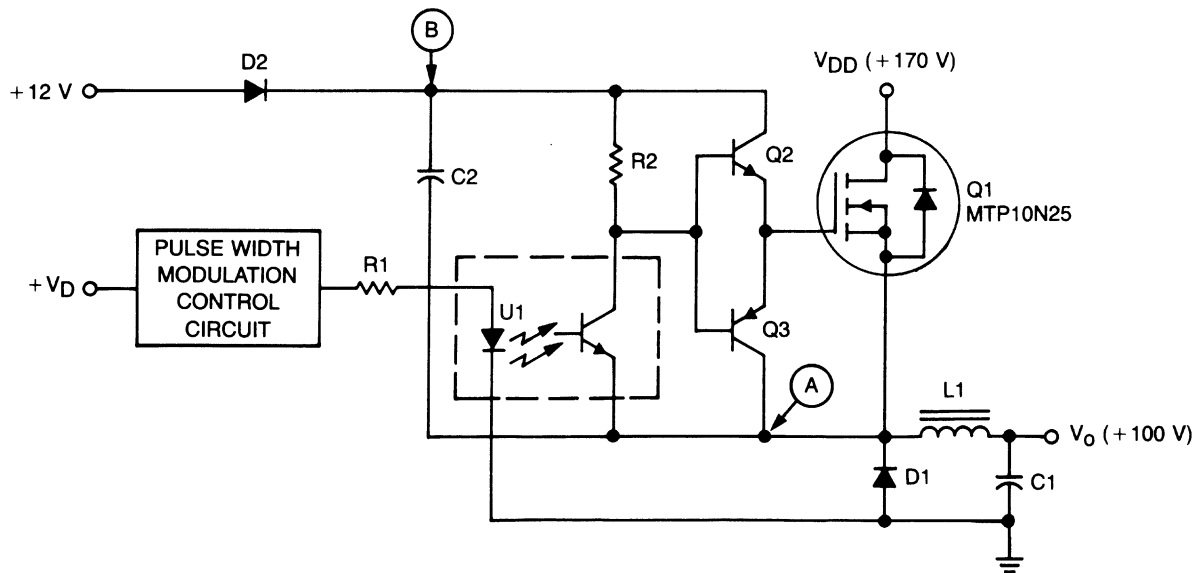 B
D2
VDD (+170 V)
+12 V
Q2
R2
C2
Q1
MTP10N25
PULSE WIDTH
MODULATION
CONTROL
CIRCUIT
R1
+VD
U1
Q3
A
L1
Vo (+100 V)
D1
C1